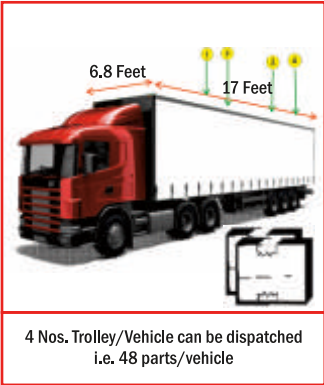 6.8 Feet
17 Feet
4 Nos. Trolley/Vehicle can be dispatched
i.e. 48 parts/vehicle